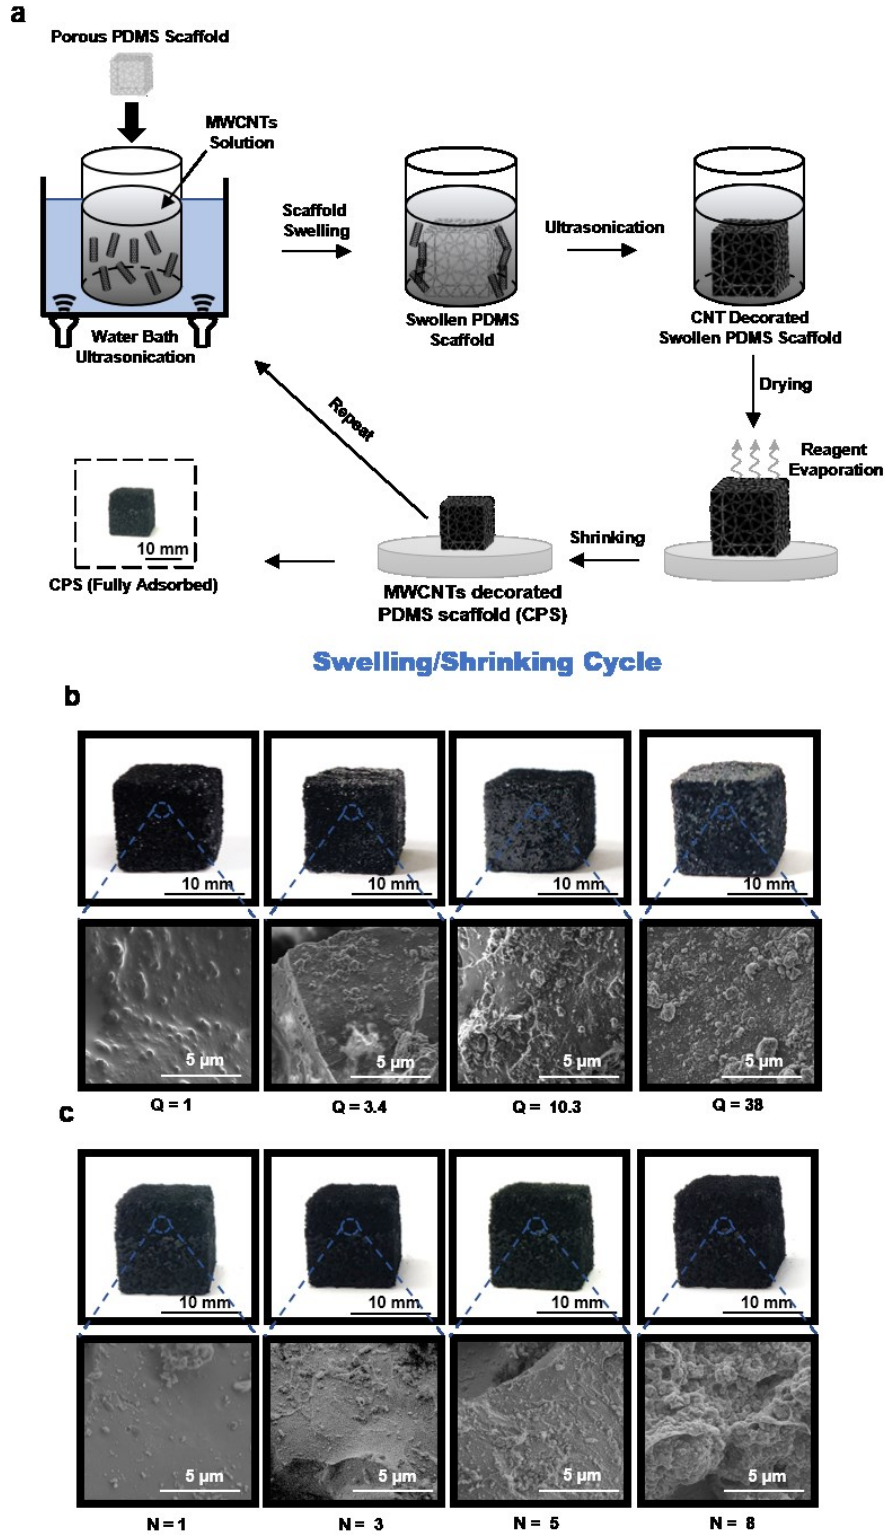 a
Porous PDMS Scaffold
MWCNTs
Solution
Water Bath
Ultrasonication
Scaffold
Swelling
Swollen PDMS
Scaffold
Ultrasonication
CNT Decorated
Swollen PDMS Scaffold
Drying
Reagent
Evaporation
Shrinking
MWCNTs decorated
PDMS scaffold (CPS)
Repeat
10 mm
CPS (Fully Adsorbed)
Swelling/Shrinking Cycle
b
10 mm
10 mm
10 mm
10 mm
5 µm
5 µm
5 µm
5 µm
Q = 1
Q = 3.4
Q = 10.3
Q = 38
c
10 mm
10 mm
10 mm
10 mm
5 µm
5 µm
5 µm
5 µm
N = 1
N = 3
N = 5
N = 8